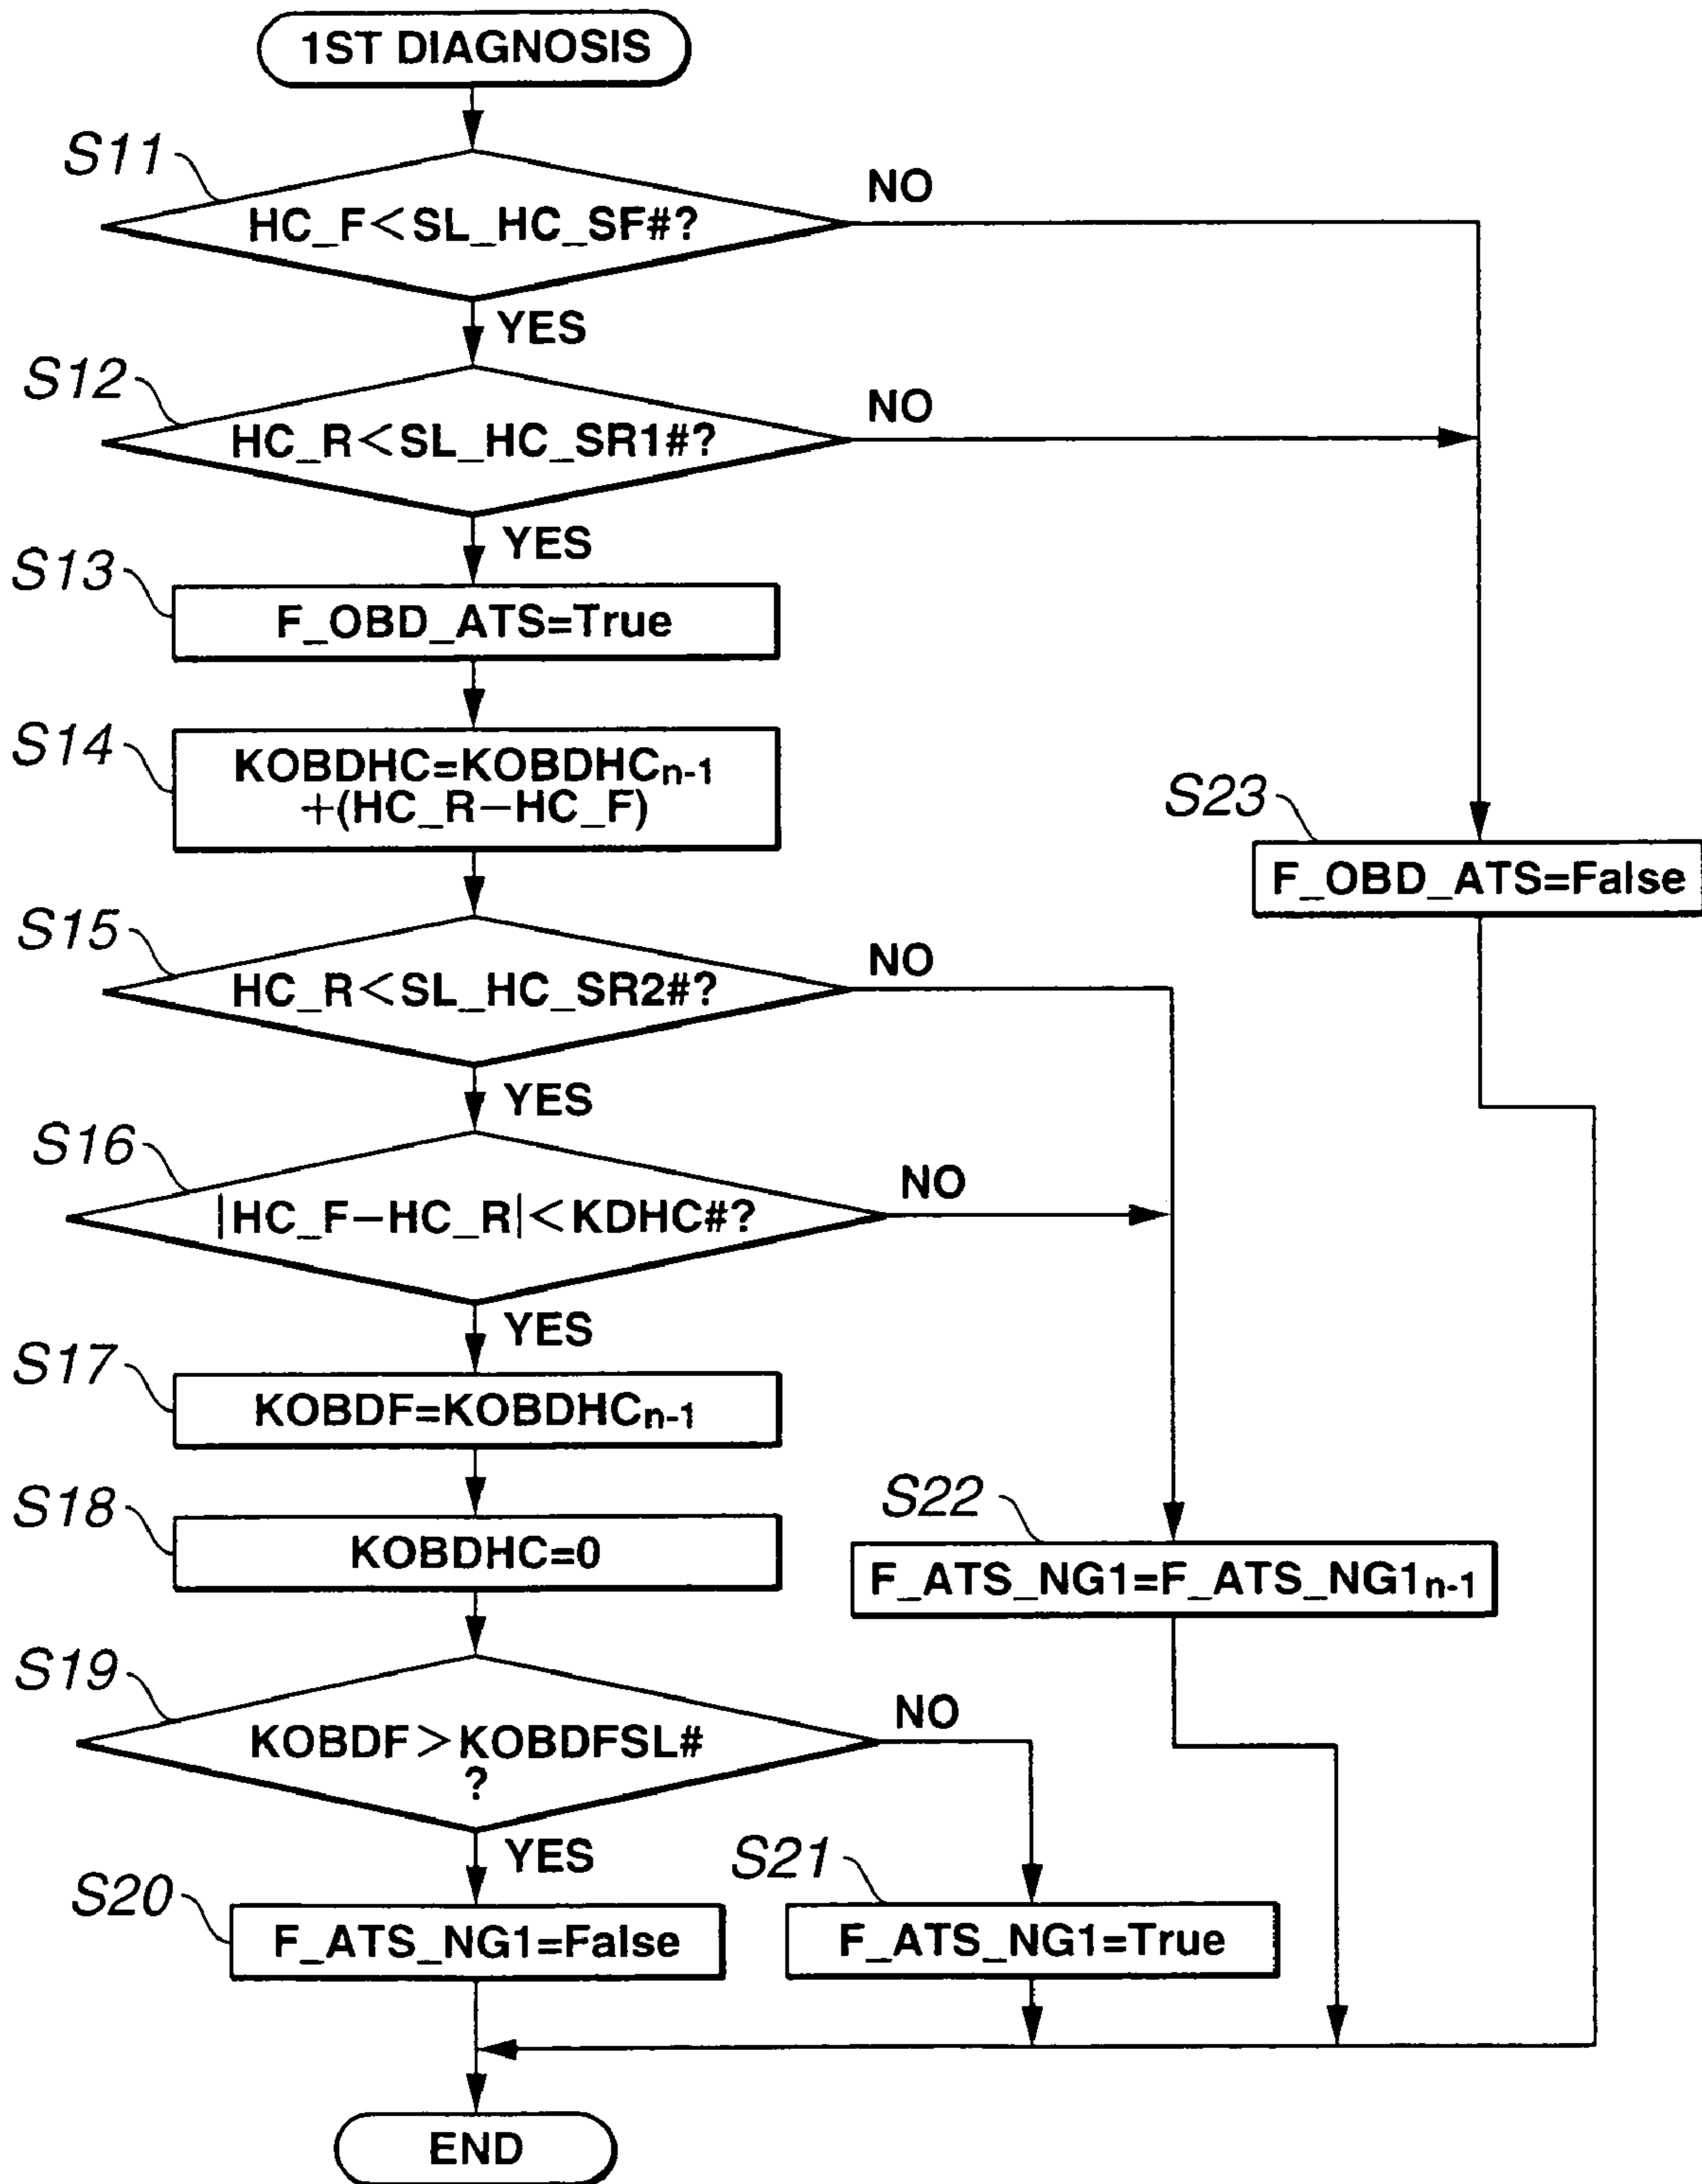 1ST DIAGNOSIS
S11
HC_F<SL_HC_SF#?
NO
YES
S12
HC_R<SL_HC_SR1#?
NO
YES
S13
F_OBD_ATS=True
S14
KOBDHC=KOBDHCn-1
+(HC_R−HC_F)
S23
F_OBD_ATS=False
S15
HC_R<SL_HC_SR2#?
NO
YES
S16
|HC_F−HC_R|<KDHC#?
NO
YES
S17
KOBDF=KOBDHCn-1
S18
KOBDHC=0
S22
F_ATS_NG1=F_ATS_NG1n-1
S19
KOBDF>KOBDFSL#
?
NO
YES
S20
F_ATS_NG1=False
S21
F_ATS_NG1=True
END